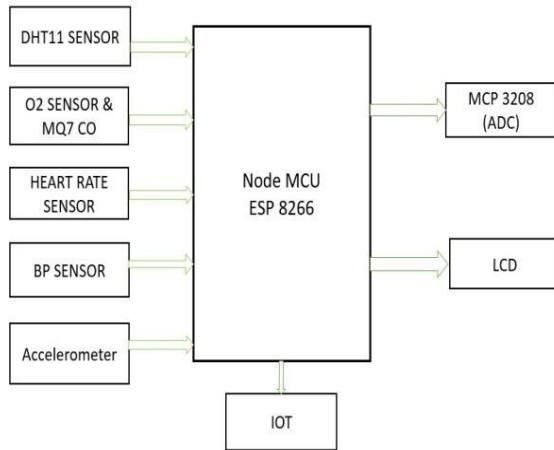 DHT11 SENSOR
O2 SENSOR &
MQ7 CO
HEART RATE
SENSOR
BP SENSOR
Accelerometer
Node MCU
ESP 8266
MCP 3208
(ADC)
LCD
IOT